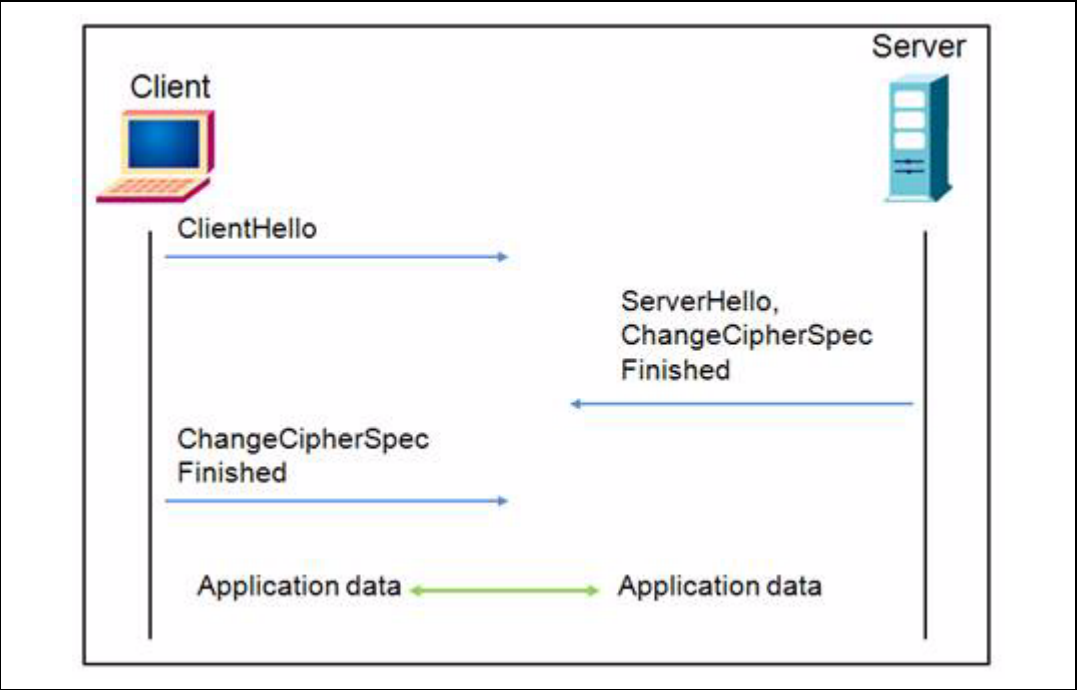 Server
Client
ClientHello
ServerHello,
ChangeCipherSpec
Finished
ChangeCipherSpec
Finished
Application data
Application data